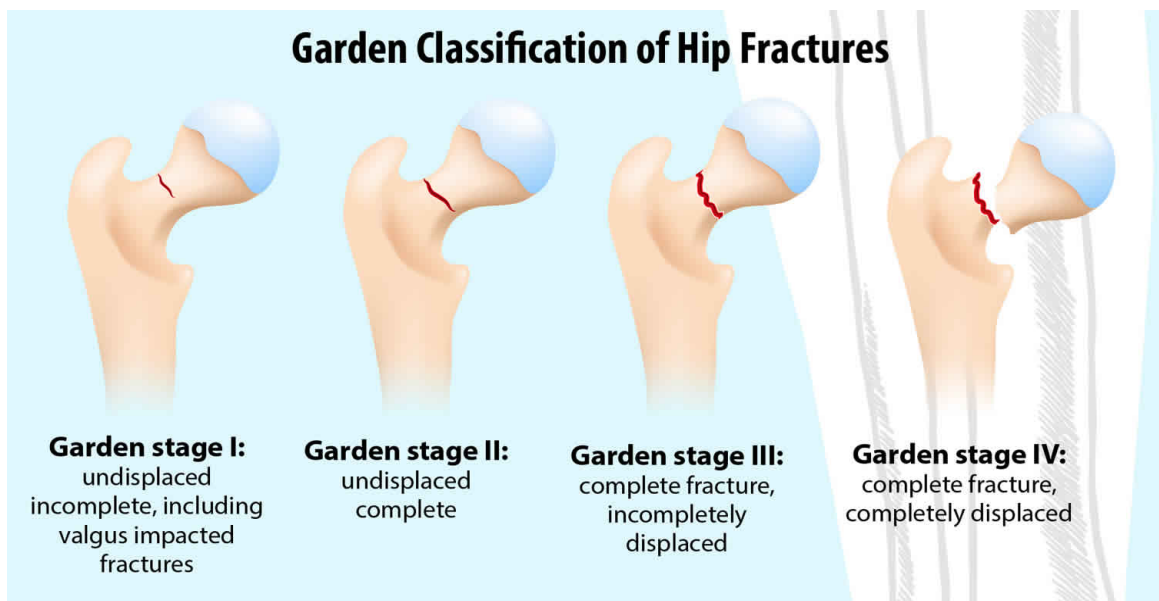 Garden Classification of Hip Fractures
Garden stage I:
undisplaced
incomplete, including
valgus impacted
fractures
Garden stage II:
undisplaced
complete
Garden stage III:
complete fracture,
incompletely
displaced
Garden stage IV:
complete fracture,
completely displaced